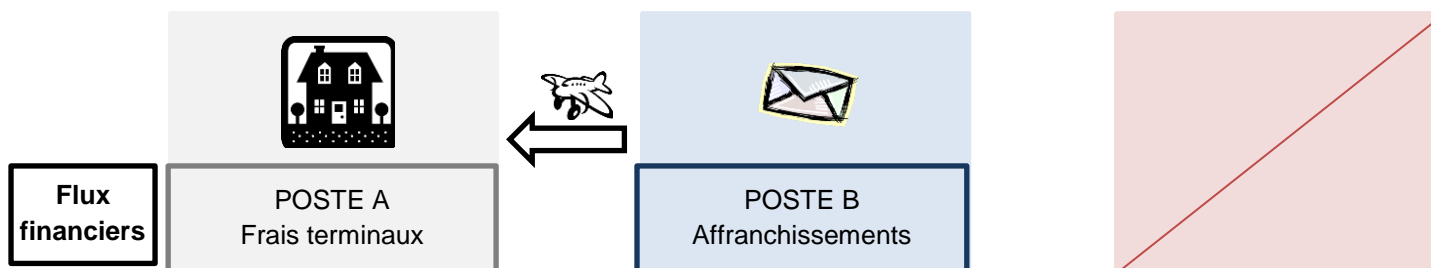 Flux
financiers
POSTE A
Frais terminaux
POSTE B
Affranchissements